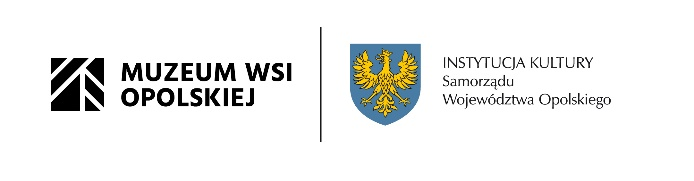 MUZEUM WSI
OPOLSKIEJ
INSTYTUCJA KULTURY
Samorządu
Województwa Opolskiego